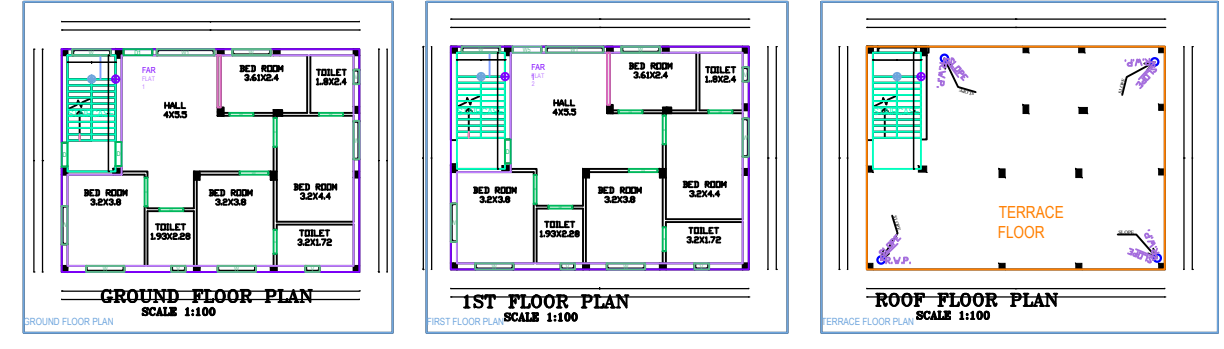 FAR
FLAT
1
BED ROOM
3.61X2.4
TOILET
1.8X2.4
HALL
4X5.5
BED ROOM
3.2X3.8
BED ROOM
3.2X3.8
BED ROOM
3.2X4.4
TOILET
1.93X2.28
TOILET
3.2X1.72
GROUND FLOOR PLAN
SCALE 1:100
GROUND FLOOR PLAN
FAR
FLAT
BED ROOM
3.61X2.4
TOILET
1.8X2.4
HALL
4X5.5
BED ROOM
3.2X3.8
BED ROOM
3.2X3.8
BED ROOM
3.2X4.4
TOILET
1.93X2.28
TOILET
3.2X1.72
1ST FLOOR PLAN
SCALE 1:100
FIRST FLOOR PLAN
SLOPE
R.W.P.
SLOPE
R.W.P.
TERRACE
FLOOR
R.W.P.
SLOPE
R.W.P.
ROOF FLOOR PLAN
SCALE 1:100
TERRACE FLOOR PLAN